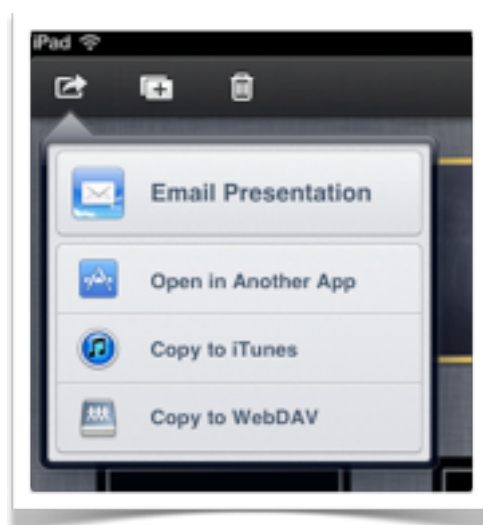 iPad
Email Presentation
Open in Another App
Copy to iTunes
Copy to WebDAV